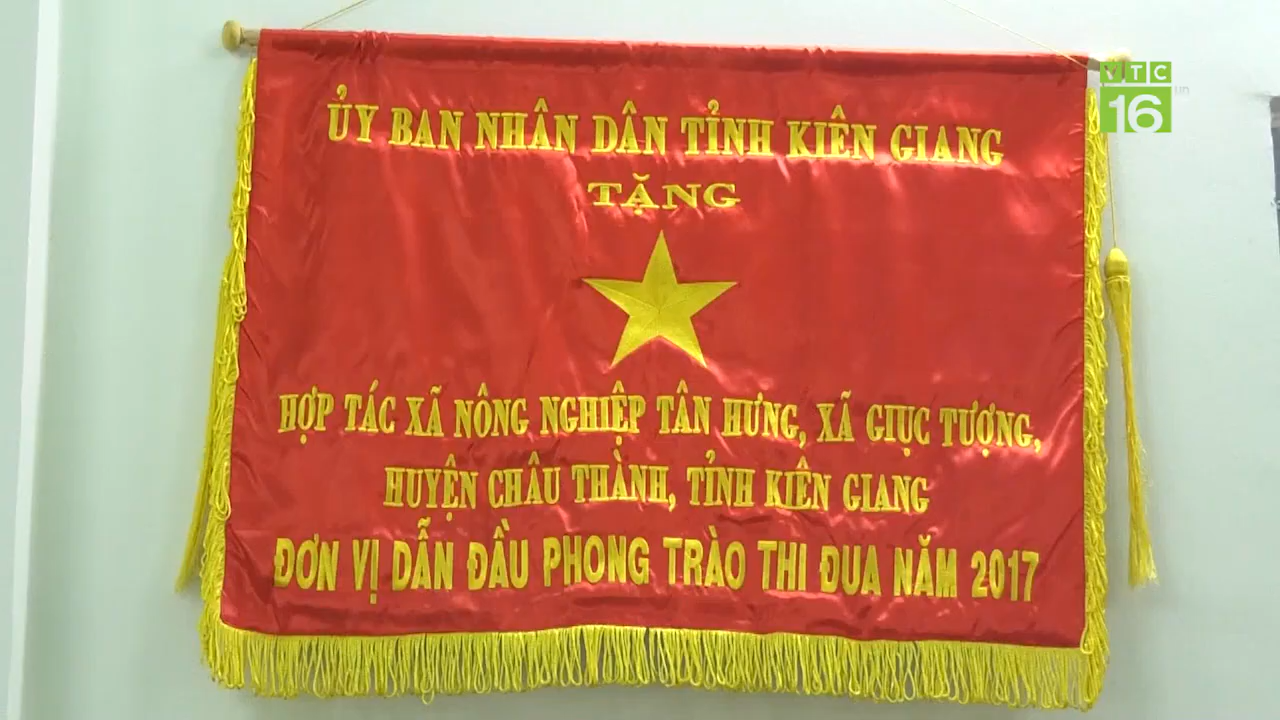 VTC
16
.vn
ỦY BAN NHÂN DÂN TỈNH KIÊN GIANG
TẶNG
HỢP TÁC XÃ NÔNG NGHIỆP TÂN HƯNG, XÃ GIỤC TƯỢNG,
HUYỆN CHÂU THÀNH, TỈNH KIÊN GIANG
ĐƠN VỊ DẪN ĐẦU PHONG TRÀO THI ĐUA NĂM 2017